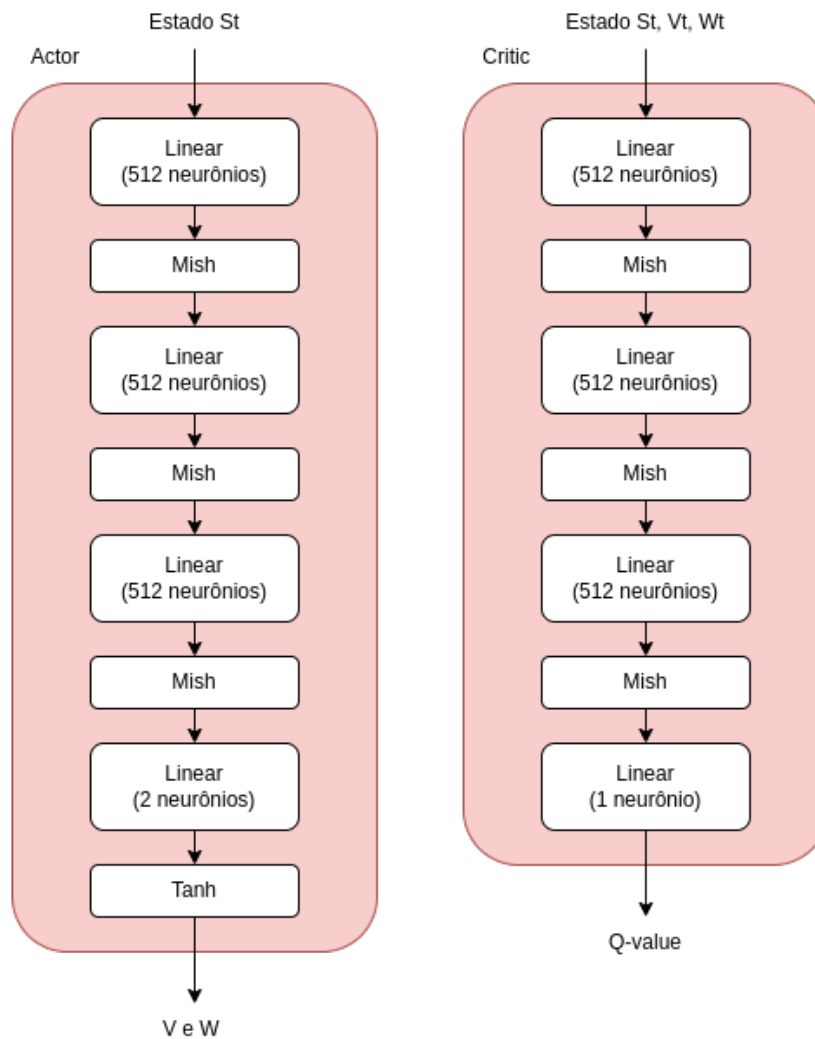 Estado St
Actor
Linear
(512 neurônios)
Mish
Linear
(512 neurônios)
Mish
Linear
(512 neurônios)
Mish
Linear
(2 neurônios)
Tanh
V e W
Estado St, Vt, Wt
Critic
Linear
(512 neurônios)
Mish
Linear
(512 neurônios)
Mish
Linear
(512 neurônios)
Mish
Linear
(1 neurônio)
Q-value